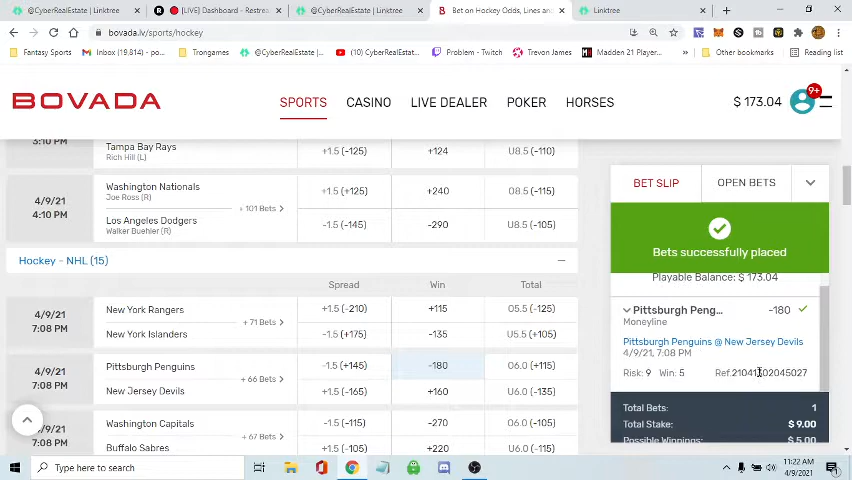 @CyberRealEstate | Linktree
[LIVE] Dashboard - Restrea
@CyberRealEstate | Linktree
B Bet on Hockey Odds, Lines and
Linktree
bovada.lv/sports/hockey
Fantasy Sports
Inbox (19,814) - po...
Trongames
@CyberRealEstate |...
(10) CyberRealEstat...
Problem - Twitch
Trevon James
Madden 21 Player...
Other bookmarks
Reading list
BOVADA
SPORTS
CASINO
LIVE DEALER
POKER
HORSES
$ 173.04
9+
3:10 PM
Tampa Bay Rays
Rich Hill (L)
+1.5 (-125)
+124
U8.5 (-110)
4/9/21
4:10 PM
Washington Nationals
Joe Ross (R)
+ 101 Bets >
+1.5 (+125)
+240
O8.5 (-115)
Los Angeles Dodgers
Walker Buehler (R)
-1.5 (-145)
-290
U8.5 (-105)
Hockey - NHL (15)
Spread
Win
Total
4/9/21
7:08 PM
New York Rangers
+ 71 Bets >
+1.5 (-210)
+115
O5.5 (-125)
New York Islanders
-1.5 (+175)
-135
U5.5 (+105)
4/9/21
7:08 PM
Pittsburgh Penguins
+ 66 Bets >
-1.5 (+145)
-180
O6.0 (+115)
New Jersey Devils
+1.5 (-165)
+160
U6.0 (-135)
4/9/21
7:08 PM
Washington Capitals
+ 67 Bets >
-1.5 (-115)
-270
O6.0 (-105)
Buffalo Sabres
+1.5 (-105)
+220
U6.0 (-115)
BET SLIP
OPEN BETS
Bets successfully placed
Playable Balance: $ 173.04
Pittsburgh Peng...
-180
Moneyline
Pittsburgh Penguins @ New Jersey Devils
4/9/21, 7:08 PM
Risk: 9 Win: 5
Total Bets:
1
Total Stake:
$ 9.00
Possible Winnings:
$ 5.00
Type here to search
11:22 AM
4/9/2021
1